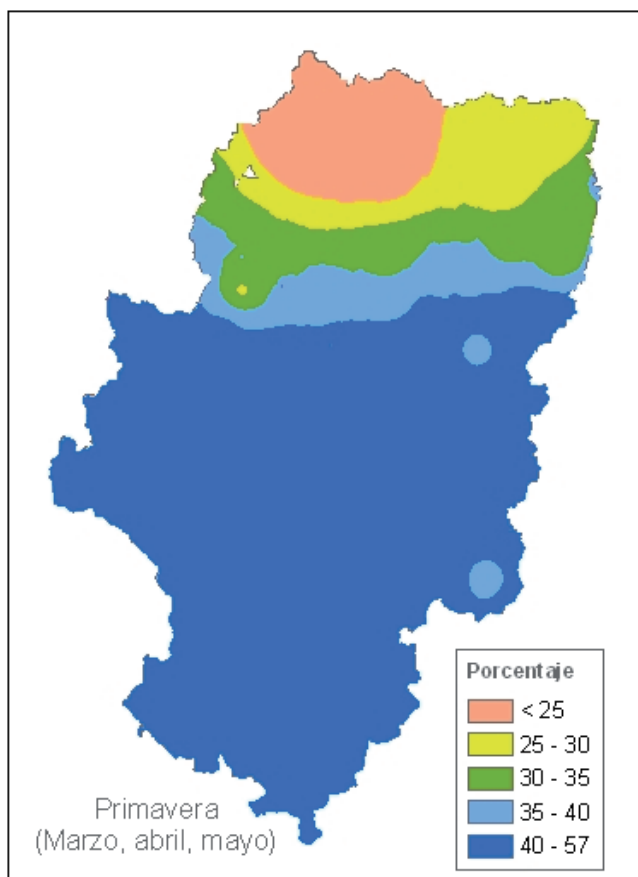 Porcentaje
< 25
25 - 30
30 - 35
35 - 40
40 - 57
Primavera
(Marzo, abril, mayo)